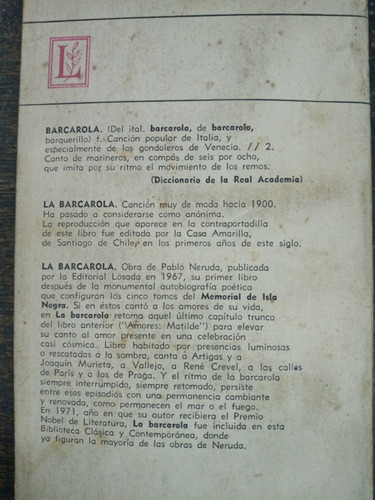 L
BARCAROLA. (Del ital. barcarola, de barcarolo,
barquerillo) f. Canción popular de Italia, y
especialmente de los gondoleros de Venecia. // 2.
Canto de marineros, en compás de seis por ocho,
que imita por su ritmo el movimiento de los remos.
(Diccionario de la Real Academia)
LA BARCAROLA. Canción muy de moda hacia 1900.
Ha pasado a considerarse como anónima.
La reproducción que aparece en la contraportadilla
de este libro fue editada por la Casa Amarilla,
de Santiago de Chile, en los primeros años de este siglo.
LA BARCAROLA. Obra de Pablo Neruda, publicada
por la Editorial Losada en 1967, su primer libro
después de la monumental autobiografía poética
que configuran los cinco tomos del Memorial de Isla
Negra. Si en éstos cantó a los amores de su vida,
en La barcarola retoma aquel último capítulo trunco
del libro anterior ("Amores: Matilde") para elevar
su canto al amor presente en una celebración
casi cósmica. Libro habitado por presencias luminosas
o rescatadas a la sombra, canta a Artigas y a
Joaquín Murieta, a Vallejo, a René Crevel, a las calles
de París y a las de Praga. Y el ritmo de la barcarola
siempre interrumpido, siempre retomado, persiste
entre esos episodios con una permanencia cambiante
y renovada, como permanecen el mar o el fuego.
En 1971, año en que su autor recibiera el Premio
Nobel de Literatura, La barcarola fue incluida en esta
Biblioteca Clásica y Contemporánea, donde
ya figuran la mayoría de las obras de Neruda.